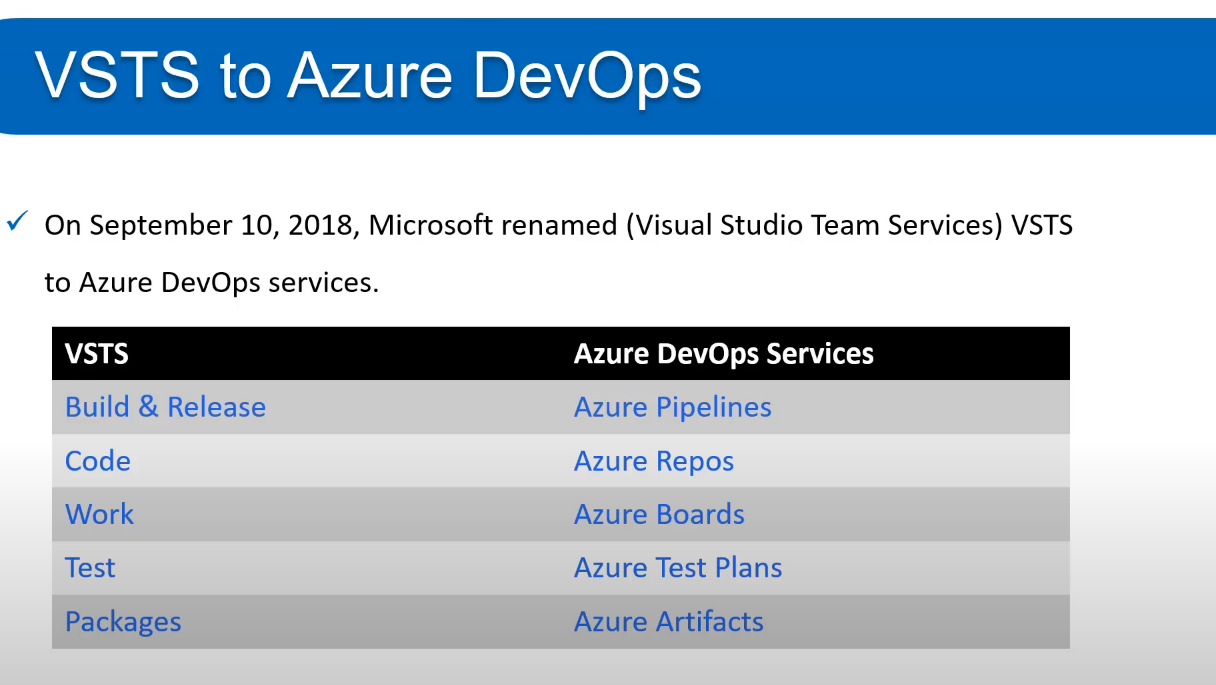 VSTS to Azure DevOps
✓ On September 10, 2018, Microsoft renamed (Visual Studio Team Services) VSTS
to Azure DevOps services.
VSTS Azure DevOps Services
Build & Release Azure Pipelines
Code Azure Repos
Work Azure Boards
Test Azure Test Plans
Packages Azure Artifacts